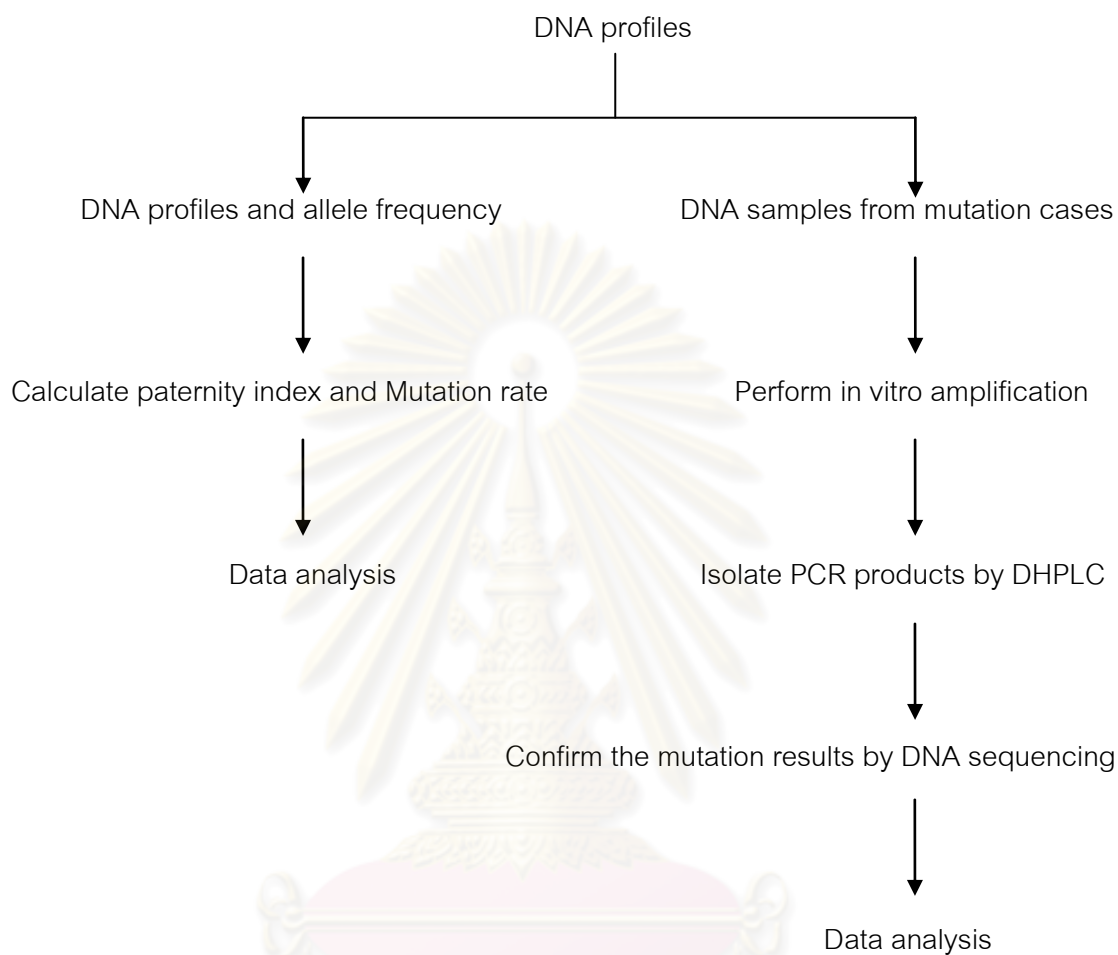 DNA profiles
DNA profiles and allele frequency
DNA samples from mutation cases
Calculate paternity index and Mutation rate
Perform in vitro amplification
Data analysis
Isolate PCR products by DHPLC
Confirm the mutation results by DNA sequencing
Data analysis